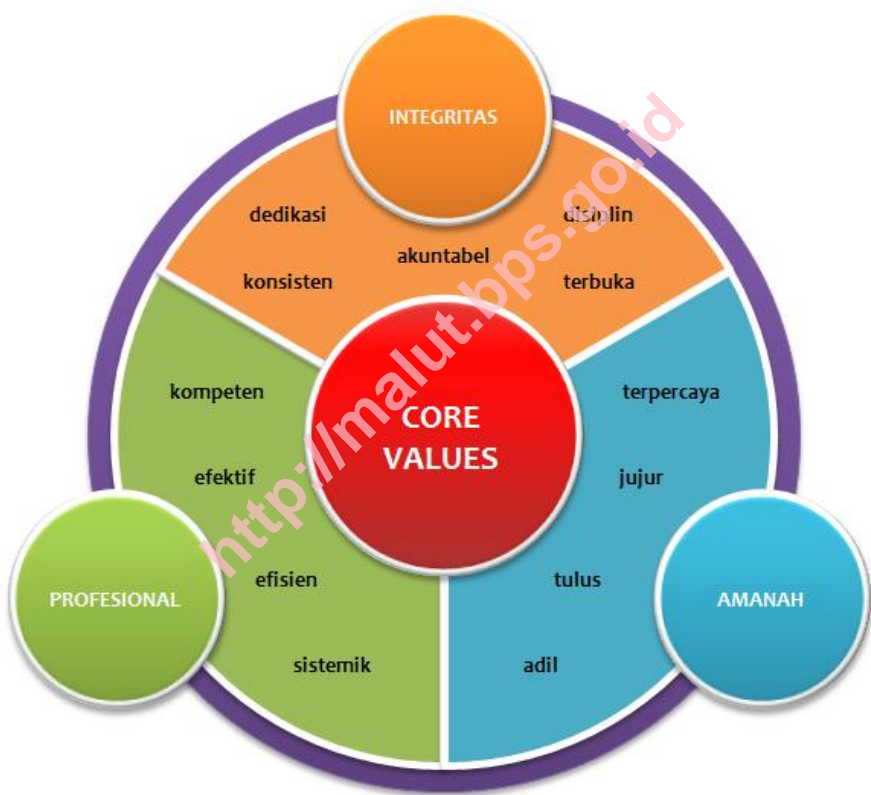 INTEGRITAS
dedikasi
disiplin
akuntabel
konsisten
terbuka
CORE
VALUES
kompeten
efektif
efisien
sistemik
PROFESIONAL
terpercaya
jujur
tulus
adil
AMANAH
http://malut.bps.go.id